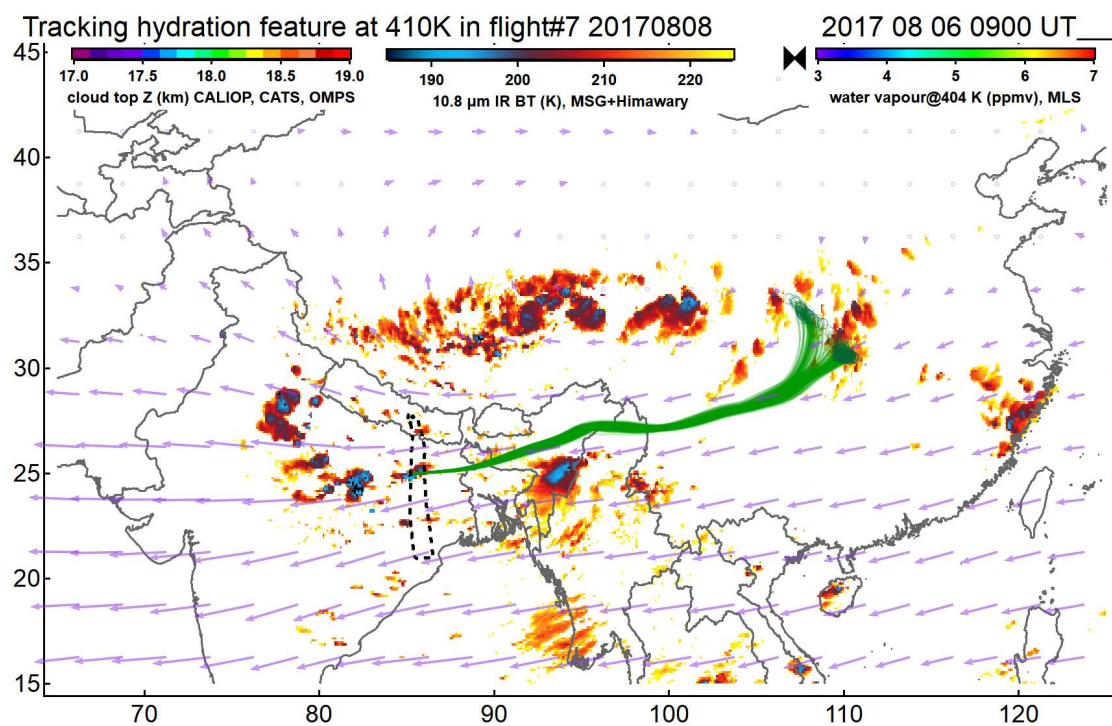 Tracking hydration feature at 410K in flight#7 20170808 2017 08 06 0900 UT___
17.0 17.5 18.0 18.5 19.0 190 200 210 220 3 4 5 6 7
cloud top Z (km) CALIOP, CATS, OMPS 10.8 µm IR BT (K), MSG+Himawary water vapour@404 K (ppmv), MLS
45
40
35
30
25
20
15
70 80 90 100 110 120